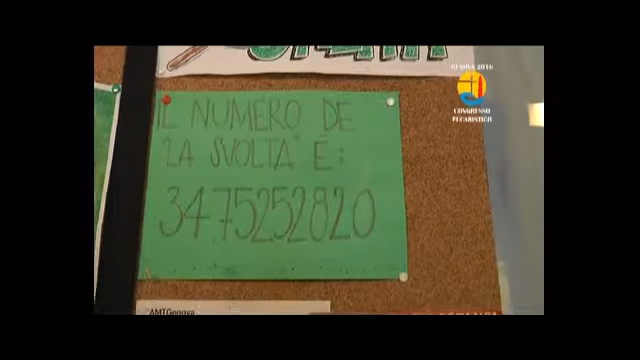 GENOVA 2016
CONGRESSO
EUCARISTICO
IL NUMERO DE
"LA SVOLTA" È:
3475252820
AMTGenova